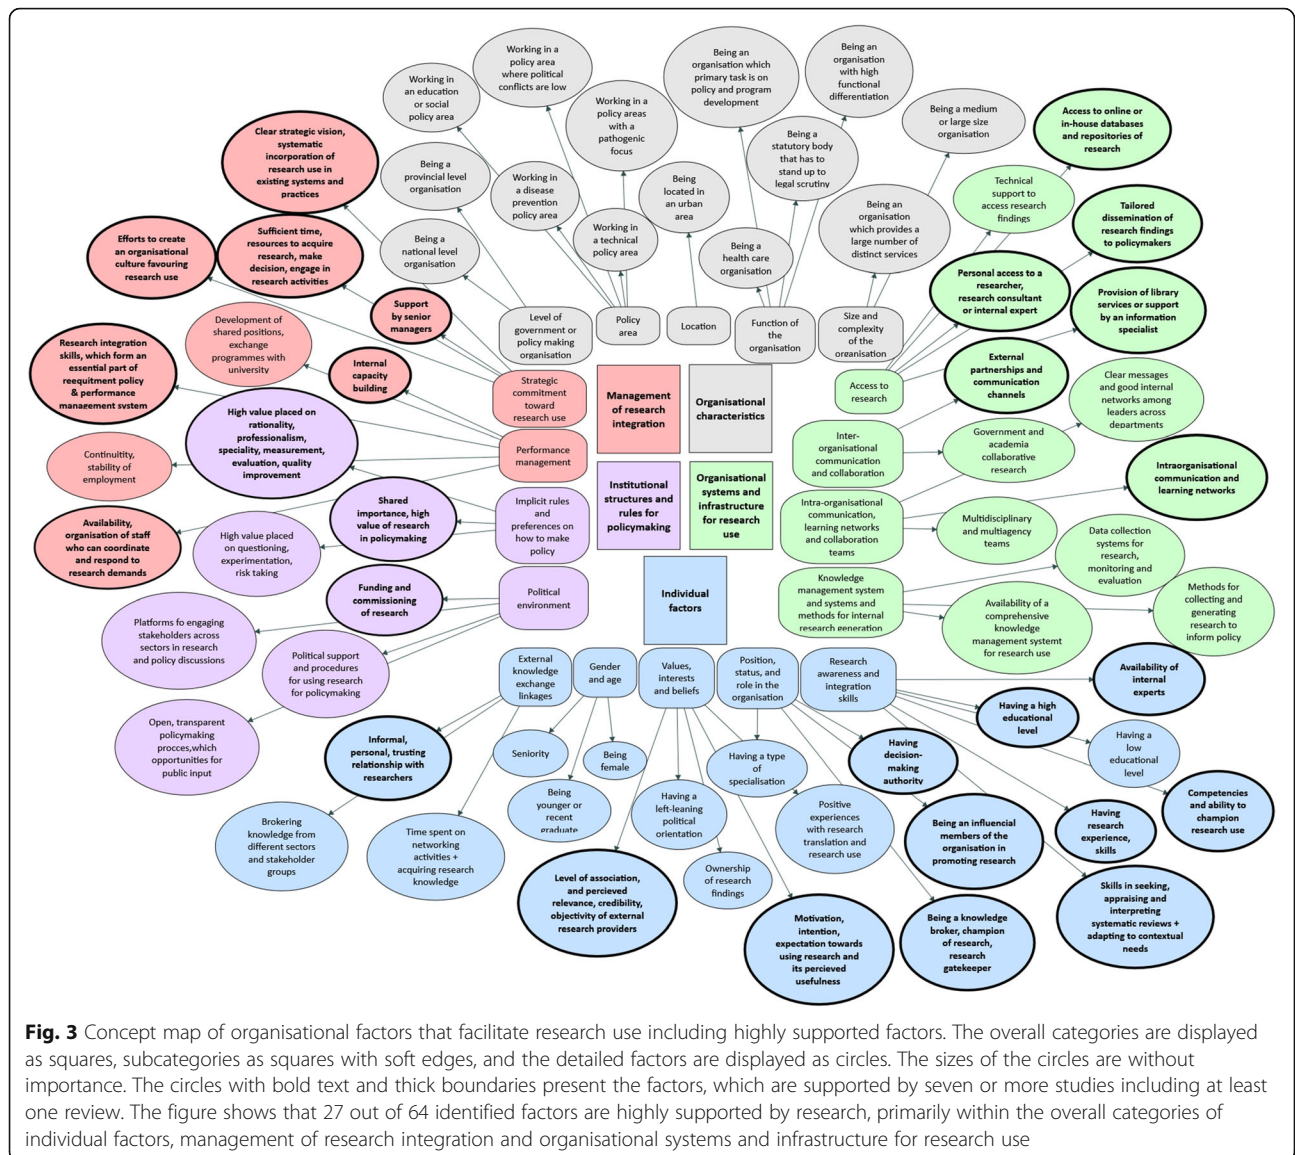 Working in a
policy area
where political
conflicts are low
Being an
organisation which
primary task is on
policy and program
development
Being an
organisation
with high
functional
differentiation
Working in
an education
or social
policy area
Working in a
policy areas
with a
pathogenic
focus
Being a medium
or large size
organisation
Access to online or
in-house databases
and repositories of
research
Clear strategic vision,
systematic
incorporation of
research use in
existing systems and
practices
Being a
provincial level
organisation
Working in
a disease
prevention
policy area
Being
located in
an urban
area
Being a
statutory body
that has to
stand up to
legal scrutiny
Technical
support to
access research
findings
Tailored
dissemination of
research findings
to policymakers
Efforts to create
an organisational
culture favouring
research use
Sufficient time,
resources to acquire
research, make
decision, engage in
research activities
Being a
national level
organisation
Working in
a technical
policy area
Being a
health care
organisation
Being an
organisation
which provides a
large number of
distinct services
Personal access to a
researcher,
research consultant
or internal expert
Provision of library
services or support
by an information
specialist
Support
by senior
managers
Level of
government or
policy making
organisation
Policy
area
Location
Function of
the
organisation
Size and
complexity
of the
organisation
Development of
shared positions,
exchange
programmes with
university
Research integration
skills, which form an
essential part of
reequitment policy
& performance
management system
Internal
capacity
building
Strategic
commitment
toward
research use
Management
of research
integration
Organisational
characteristics
Access to
research
External
partnerships and
communication
channels
Clear messages
and good internal
networks among
leaders across
departments
High value placed on
rationality,
professionalism,
speciality, measurement,
evaluation, quality
improvement
Continuity,
stability of
employment
Performance
management
Inter-
organisational
communication
and collaboration
Government and
academia
collaborative
research
Intraorganisational
communication and
learning networks
Shared
importance, high
value of research
in policymaking
Implicit rules
and
preferences on
how to make
policy
Institutional
structures and
rules for
policymaking
Organisational
systems and
infrastructure
for research
use
Intra-organisational
communication,
learning networks
and collaboration
teams
Multidisciplinary
and multiagency
teams
Data collection
systems for
research,
monitoring and
evaluation
Availability,
organisation of staff
who can coordinate
and respond to
research demands
High value
placed on
questioning,
experimentation,
risk taking
Funding and
commissioning
of research
Political
environment
Individual
factors
Knowledge
management system
and systems and
methods for internal
research generation
Availability of a
comprehensive
knowledge
management systemt
for research use
Methods for
collecting and
generating
research to
inform policy
Platforms fo engaging
stakeholders across
sectors in research
and policy discussions
Political support
and procedures
for using research
for policymaking
Open, transparent
policymaking
procces,which
opportunities for
public input
External
knowledge
exchange
linkages
Gender
and age
Values,
interests
and beliefs
Position,
status, and
role in the
organisation
Research
awareness and
integration
skills
Availability of
internal
experts
Having a high
educational
level
Having a
low
educational
level
Informal,
personal, trusting
relationship with
researchers
Seniority
Being
female
Having a type
of
specialisation
Having
decision-
making
authority
Competencies
and ability to
champion
research use
Brokering
knowledge from
different sectors
and stakeholder
groups
Time spent on
networking
activities +
acquiring research
knowledge
Being
younger or
recent
graduate
Having a
left-leaning
political
orientation
Positive
experiences
with research
translation and
research use
Being an influencial
members of the
organisation in
promoting research
Having
research
experience,
skills
Level of association,
and percieved
relevance, credibility,
objectivity of external
research providers
Ownership
of research
findings
Motivation,
intention,
expectation towards
using research and
its percieved
usefulness
Being a knowledge
broker, champion
of research,
research
gatekeeper
Skills in seeking,
appraising and
interpreting
systematic reviews +
adapting to contextual
needs
Fig. 3 Concept map of organisational factors that facilitate research use including highly supported factors. The overall categories are displayed
as squares, subcategories as squares with soft edges, and the detailed factors are displayed as circles. The sizes of the circles are without
importance. The circles with bold text and thick boundaries present the factors, which are supported by seven or more studies including at least
one review. The figure shows that 27 out of 64 identified factors are highly supported by research, primarily within the overall categories of
individual factors, management of research integration and organisational systems and infrastructure for research use